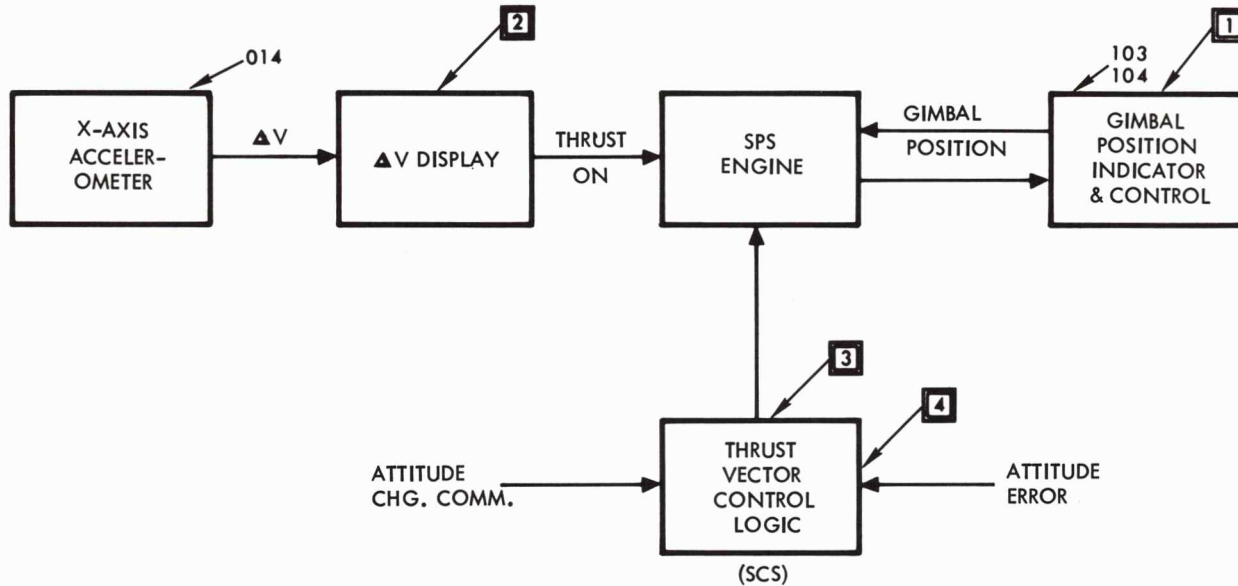 2
1
014
103
104
X-AXIS
ACCELER-
OMETER
ΔV
ΔV DISPLAY
THRUST
ON
SPS
ENGINE
GIMBAL
POSITION
GIMBAL
POSITION
INDICATOR
& CONTROL
3
4
ATTITUDE
CHG. COMM.
THRUST
VECTOR
CONTROL
LOGIC
ATTITUDE
ERROR
(SCS)